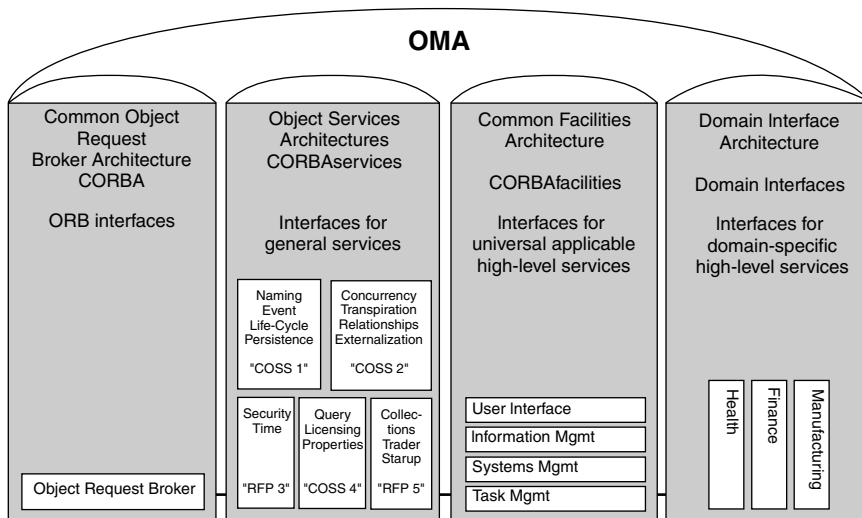 OMA
Common Object
Request
Broker Architecture
CORBA
ORB interfaces
Object Request Broker
Object Services
Architectures
CORBAservices
Interfaces for
general services
Naming
Event
Life-Cycle
Persistence
"COSS 1"
Concurrency
Transpiration
Relationships
Externalization
"COSS 2"
Security
Time
"RFP 3"
Query
Licensing
Properties
"COSS 4"
Collec-
tions
Trader
Starup
"RFP 5"
Common Facilities
Architecture
CORBAfacilities
Interfaces for
universal applicable
high-level services
User Interface
Information Mgmt
Systems Mgmt
Task Mgmt
Domain Interface
Architecture
Domain Interfaces
Interfaces for
domain-specific
high-level services
Health
Finance
Manufacturing